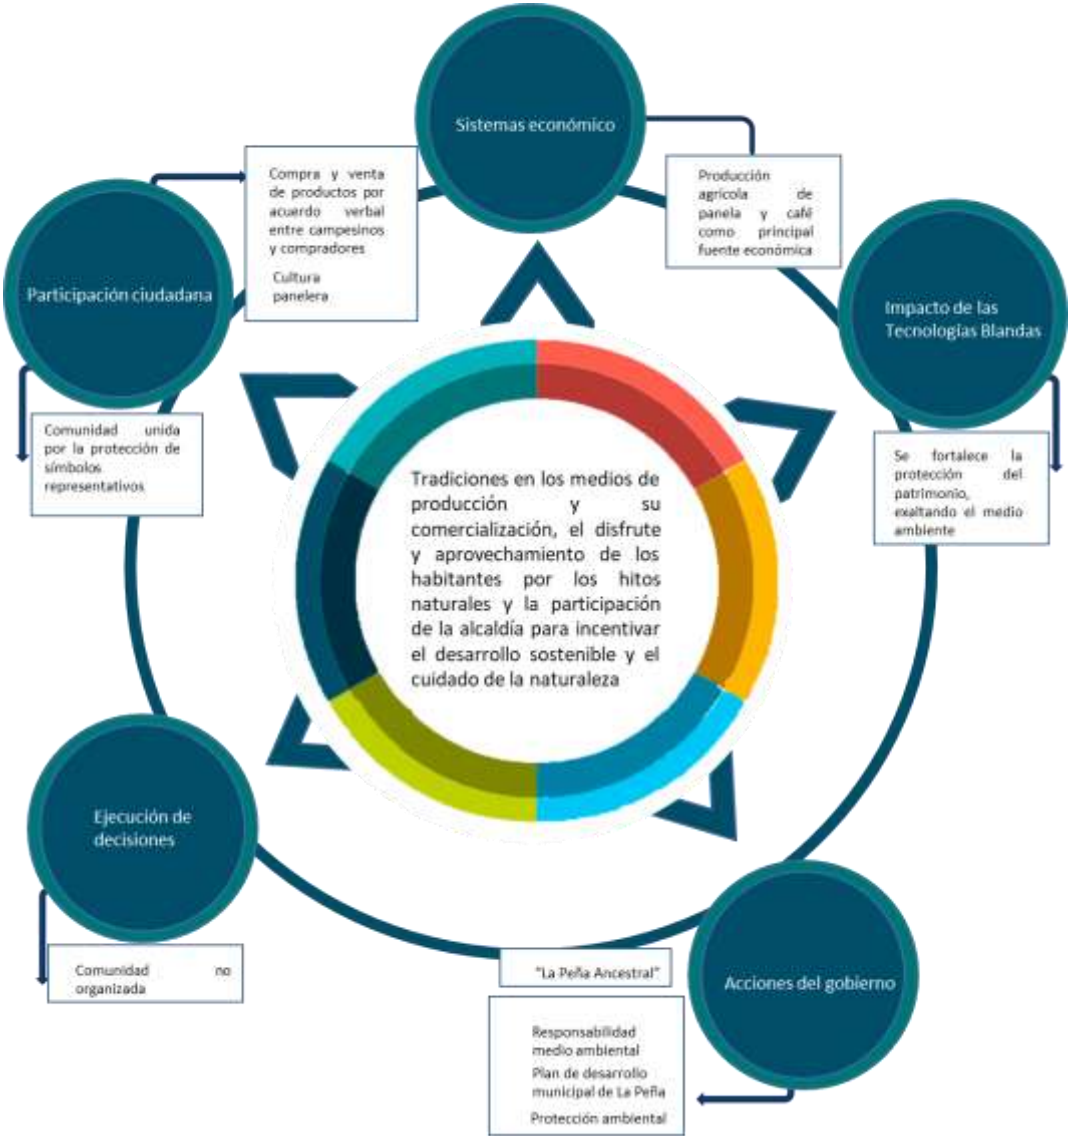 Sistemas económico
Compra y venta
de productos por
acuerdo verbal
entre campesinos
y compradores
Cultura
panelera
Producción
agrícola de
panela y café
como principal
fuente económica
Participación ciudadana
Impacto de las
Tecnologías Blandas
Comunidad unida
por la protección de
símbolos
representativos
Se fortalece la
protección del
patrimonio,
exaltando el medio
ambiente
Tradiciones en los medios de
producción y su
comercialización, el disfrute
y aprovechamiento de los
habitantes por los hitos
naturales y la participación
de la alcaldía para incentivar
el desarrollo sostenible y el
cuidado de la naturaleza
Ejecución de
decisiones
Comunidad no
organizada
"La Peña Ancestral"
Acciones del gobierno
Responsabilidad
medio ambiental
Plan de desarrollo
municipal de La Peña
Protección ambiental